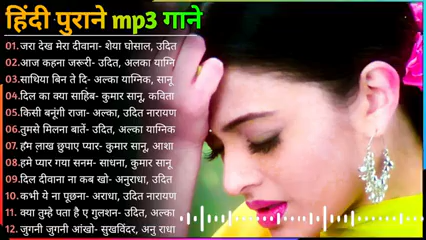 हिंदी पुराने mp3 गाने
01.जरा देख मेरा दीवाना- शेया घोसाल, उदित
02.आज कहना जरूरी- उदित, अलका याग्नि
03.साथिया बिन ते दि- अल्का याग्निक, सानू
04.दिल का क्या साहिब- कुमार सानू, कविता
05.किसी बनूंगी राजा- अल्का, उदित नारायण
06.तुमसे मिलना बातें- उदित, अल्का याग्निक
07.हॅंम लाख छुपाए प्यार- कुमार सानू, आशा
08.हमे प्यार गया सनम- साधना, कुमार सानू
09.दिल दीवाना ना कब खो- अनुराधा, उदित
10.कभी ये ना पूछना- अराधा, उदित नारायण
11.क्या तुम्हे पता है ए गुलशन- उदित, अल्का
12.जुगनी जुगनी आंखो- सुखविंदर, अनु राधा